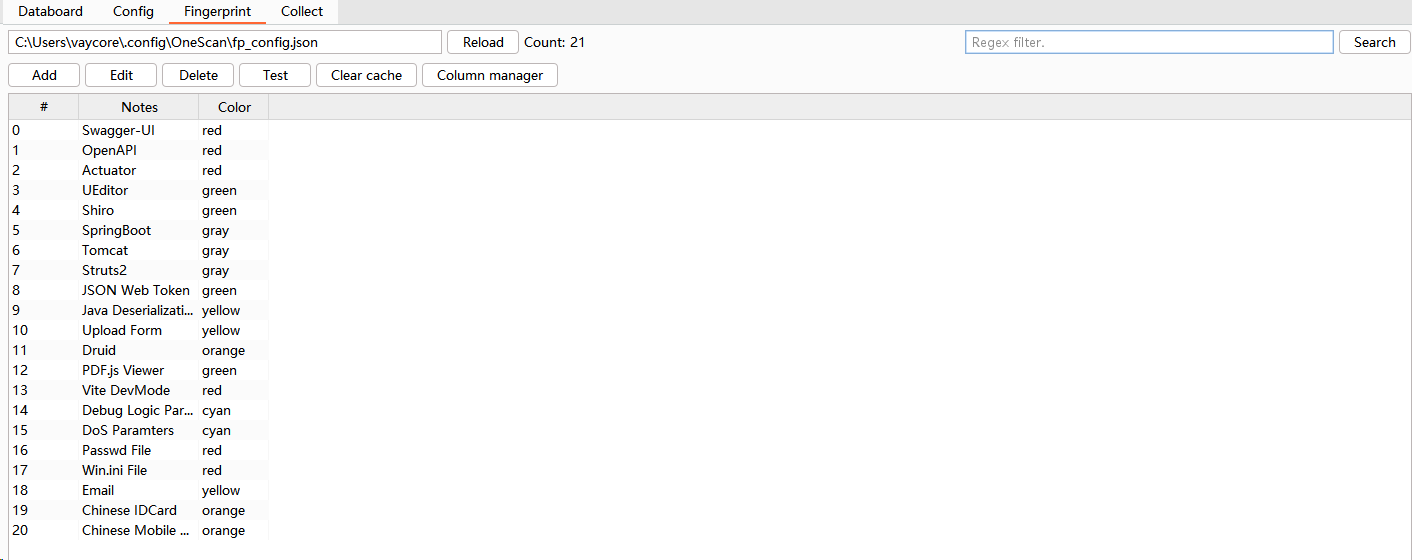 Databoard Config Fingerprint Collect
C:\Users\vaycore\.config\OneScan\fp_config.json Reload Count: 21 Regex filter. Search
Add Edit Delete Test Clear cache Column manager
# Notes Color
0 Swagger-UI red
1 OpenAPI red
2 Actuator red
3 UEditor green
4 Shiro green
5 SpringBoot gray
6 Tomcat gray
7 Struts2 gray
8 JSON Web Token green
9 Java Deserializati... yellow
10 Upload Form yellow
11 Druid orange
12 PDF.js Viewer green
13 Vite DevMode red
14 Debug Logic Par... cyan
15 DoS Paramters cyan
16 Passwd File red
17 Win.ini File red
18 Email yellow
19 Chinese IDCard orange
20 Chinese Mobile ... orange